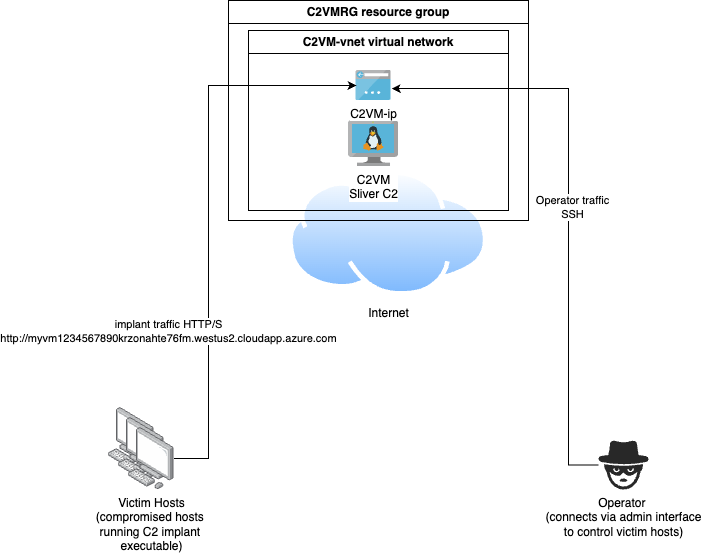 C2VMRG resource group
C2VM-vnet virtual network
C2VM-ip
C2VM
Sliver C2
Operator traffic
SSH
Internet
implant traffic HTTP/S
http://myvm1234567890krzonahte76fm.westus2.cloudapp.azure.com
Victim Hosts
(compromised hosts
running C2 implant
executable)
Operator
(connects via admin interface
to control victim hosts)